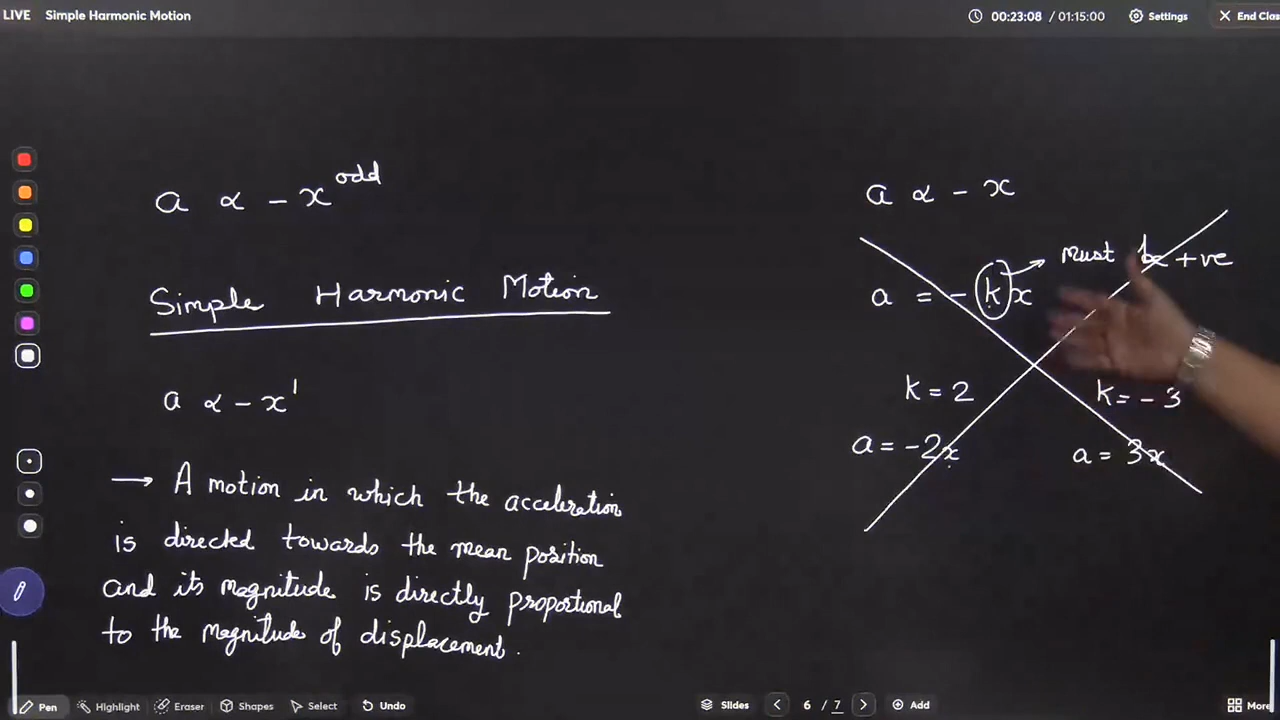 LIVE Simple Harmonic Motion 00:23:08 / 01:15:00 Settings End Clas
a α - x^odd
Simple Harmonic Motion
a α - x^1
→ A motion in which the acceleration
is directed towards the mean position
and its magnitude is directly proportional
to the magnitude of displacement.
a α - x
a = - k x → must be +ve
k = 2 k = - 3
a = -2x a = 3x
Pen Highlight Eraser Shapes Select Undo Slides 6 / 7 Add More